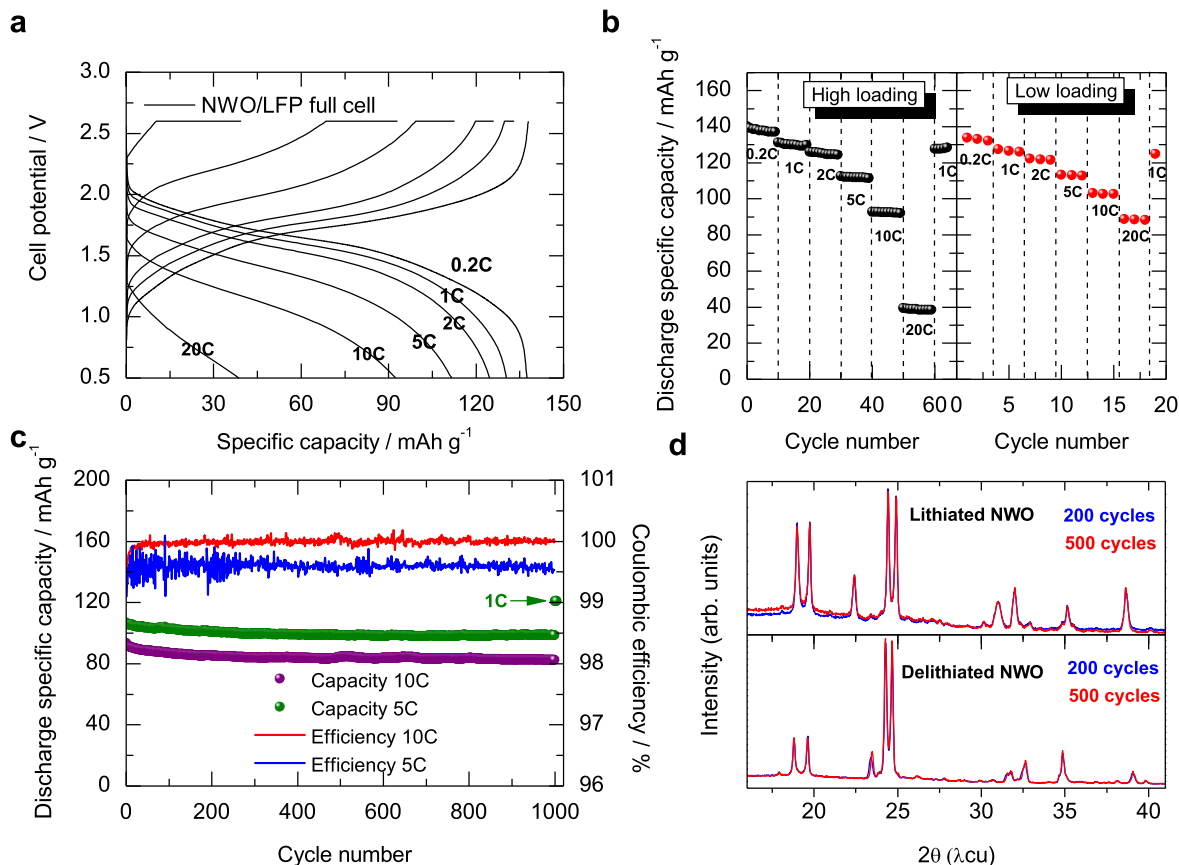 a
3.0
2.5
2.0
1.5
1.0
0.5
Cell potential / V
NWO/LFP full cell
0.2C
1C
2C
5C
10C
20C
0 30 60 90 120 150
Specific capacity / mAh g⁻¹
b
160
140
120
100
80
60
40
20
0
Discharge specific capacity / mAh g⁻¹
High loading
0.2C
1C
2C
5C
10C
20C
1C
0 20 40 60
Cycle number
Low loading
0.2C
1C
2C
5C
10C
20C
1C
5 10 15 20
Cycle number
c
200
160
120
80
40
0
Discharge specific capacity / mAh g⁻¹
1C
Capacity 10C
Capacity 5C
Efficiency 10C
Efficiency 5C
101
100
99
98
97
96
Coulombic efficiency / %
0 200 400 600 800 1000
Cycle number
d
Intensity (arb. units)
Lithiated NWO
200 cycles
500 cycles
Delithiated NWO
200 cycles
500 cycles
20 25 30 35 40
2θ (λcu)